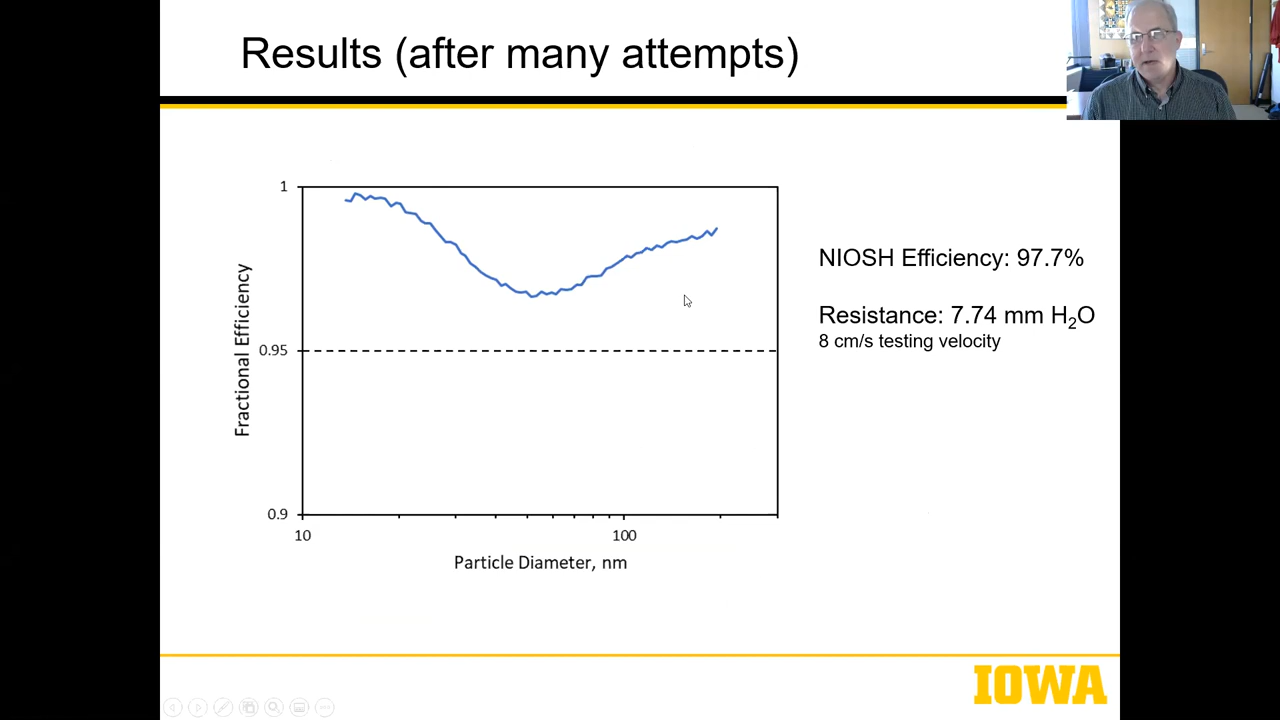 Results (after many attempts)
1
0.95
0.9
Fractional Efficiency
10
100
Particle Diameter, nm
NIOSH Efficiency: 97.7%
Resistance: 7.74 mm H₂O
8 cm/s testing velocity
IOWA